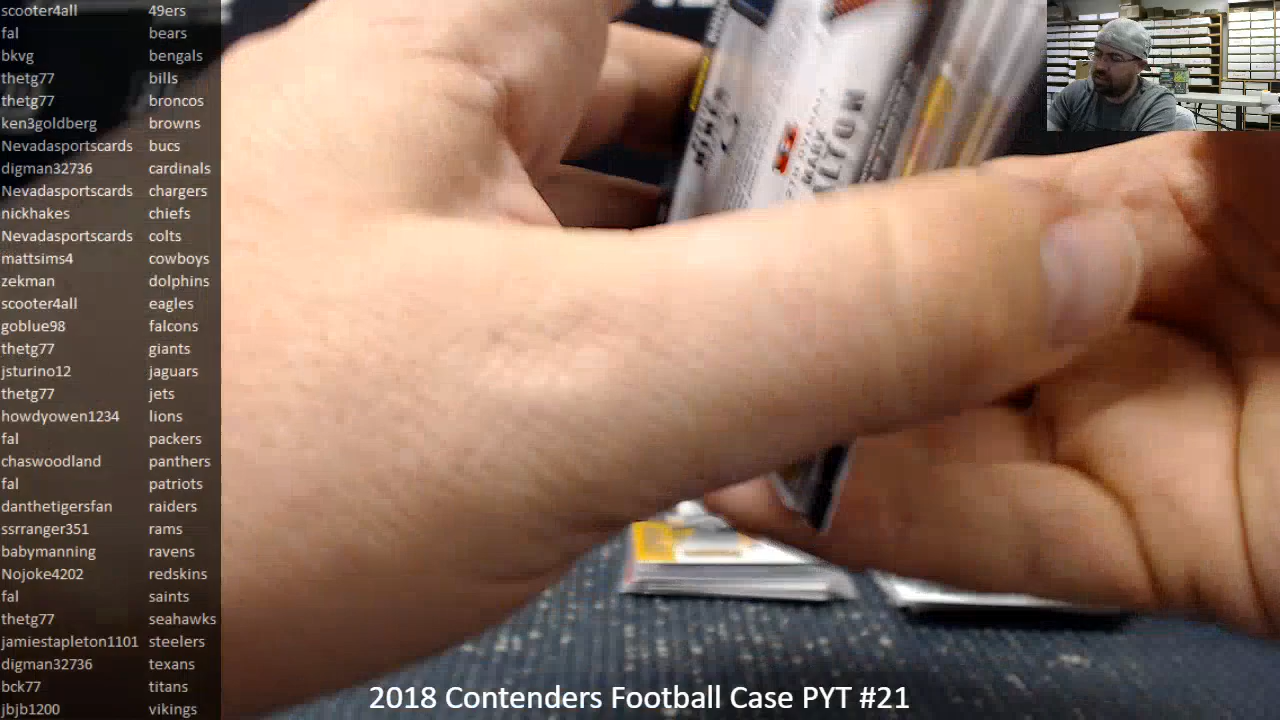 scooter4all 49ers
fal bears
bkvg bengals
thetg77 bills
thetg77 broncos
ken3goldberg browns
Nevadasportscards bucs
digman32736 cardinals
Nevadasportscards chargers
nickhakes chiefs
Nevadasportscards colts
mattsims4 cowboys
zekman dolphins
scooter4all eagles
goblue98 falcons
thetg77 giants
jsturino12 jaguars
thetg77 jets
howdyowen1234 lions
fal packers
chaswoodland panthers
fal patriots
danthetigersfan raiders
ssrranger351 rams
babymanning ravens
Nojoke4202 redskins
fal saints
thetg77 seahawks
jamiestapleton1101 steelers
digman32736 texans
bck77 titans
jbjb1200 vikings
MARK
2018 Contenders Football Case PYT #21